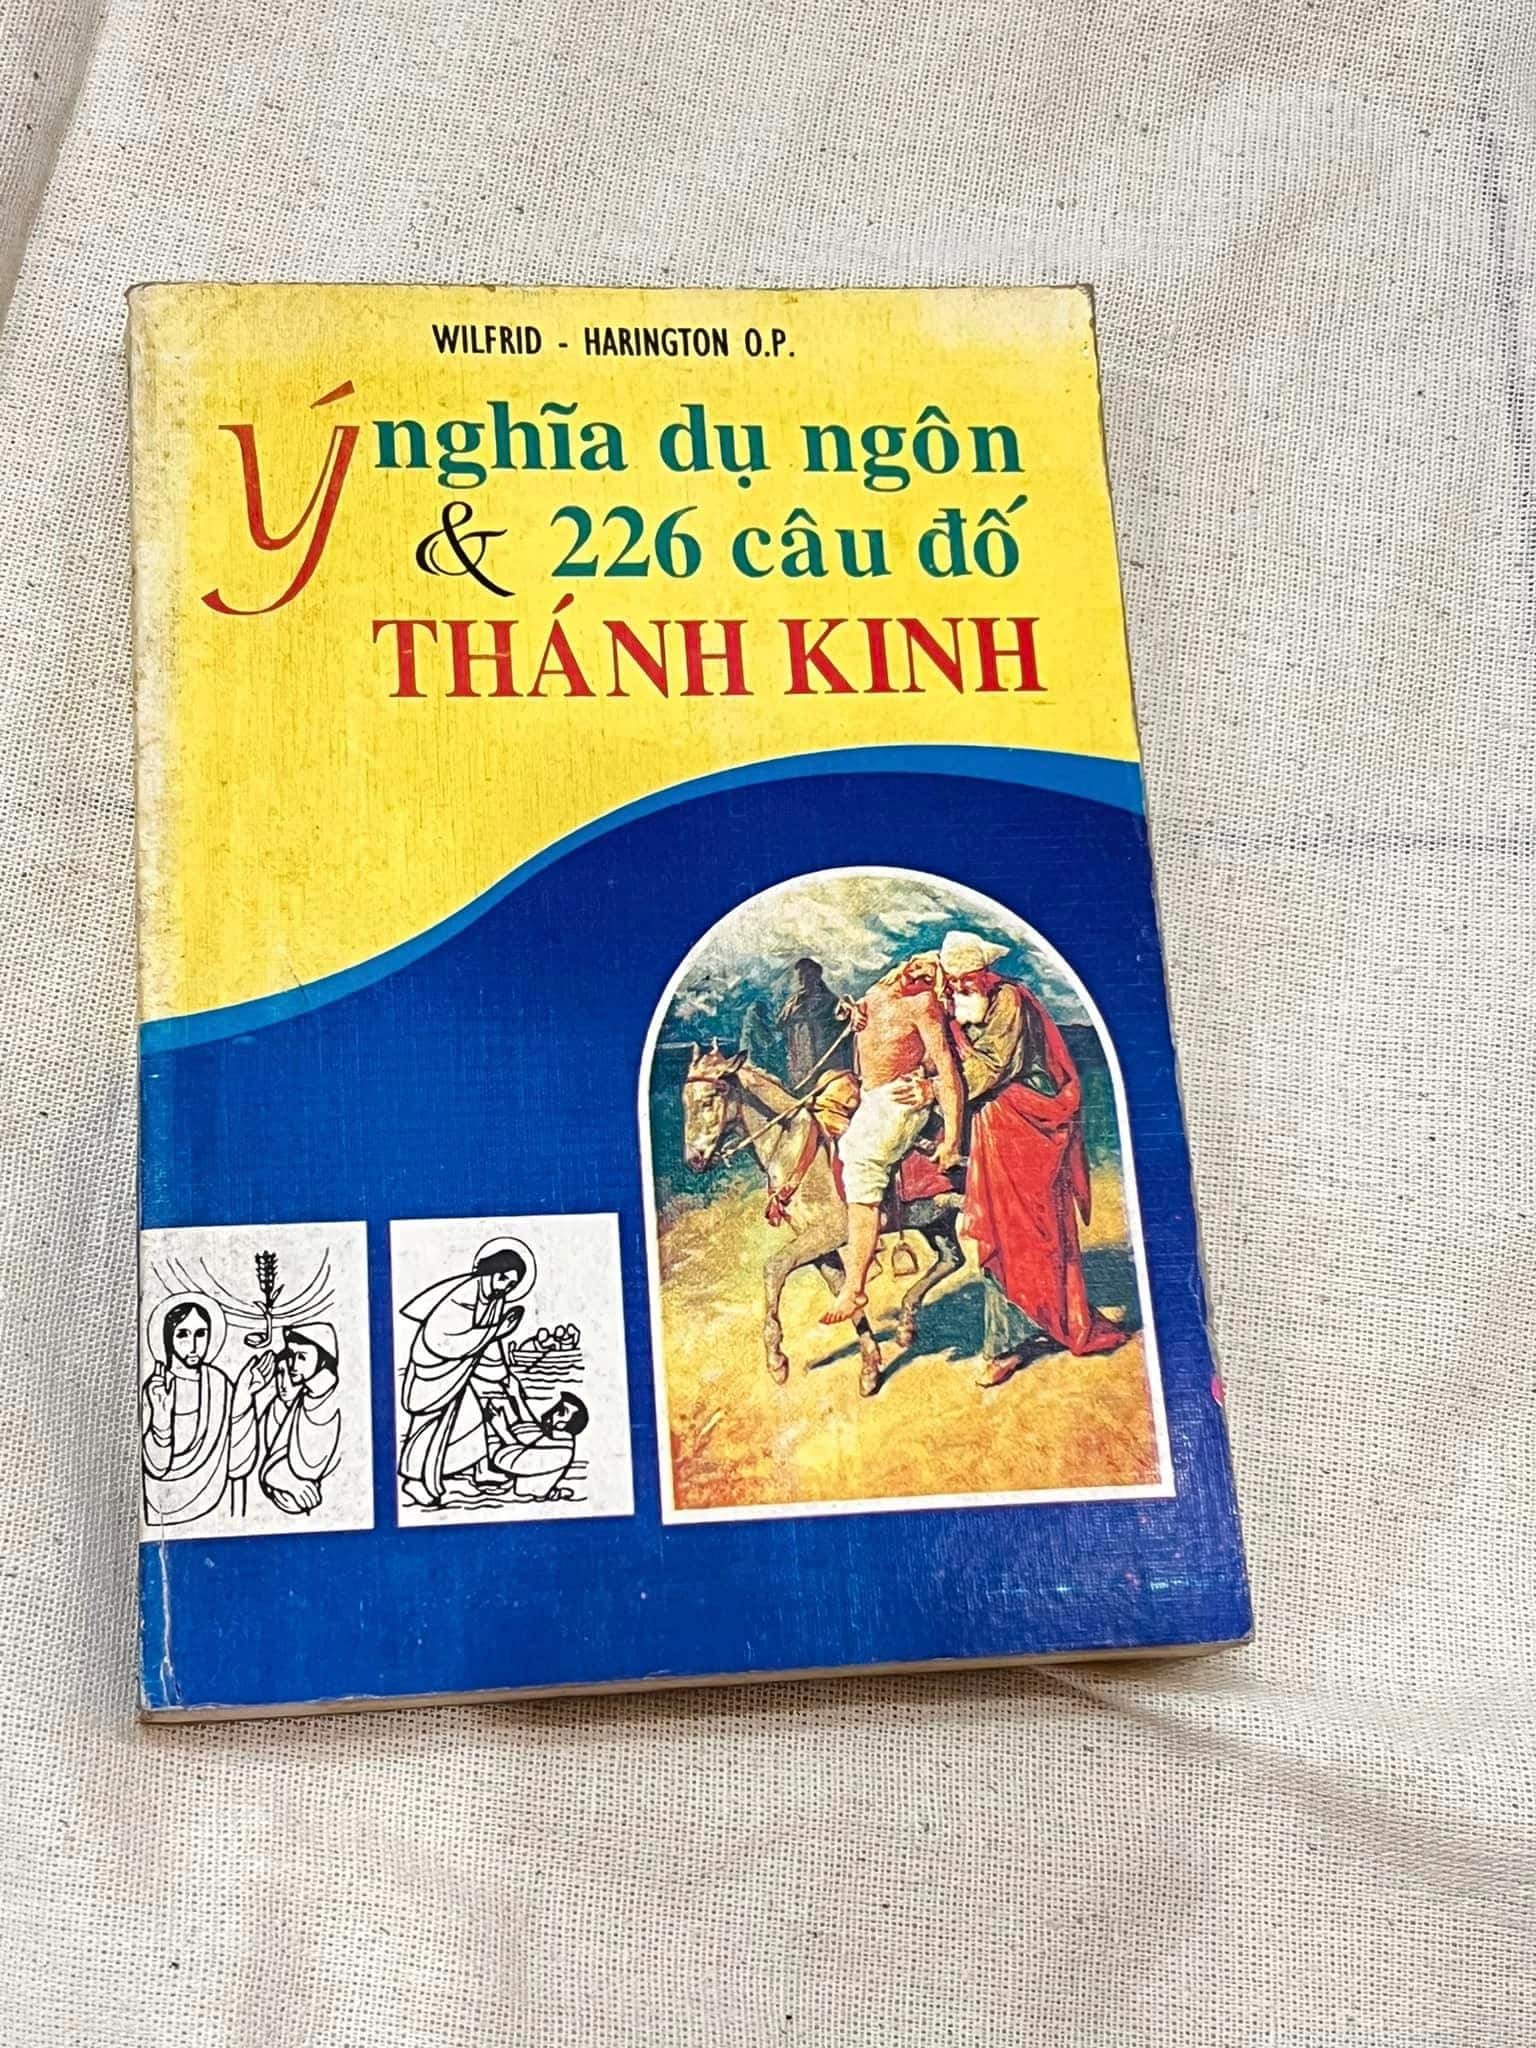 WILFRID - HARINGTON O.P.
Ý nghĩa dụ ngôn
& 226 câu đố
THÁNH KINH